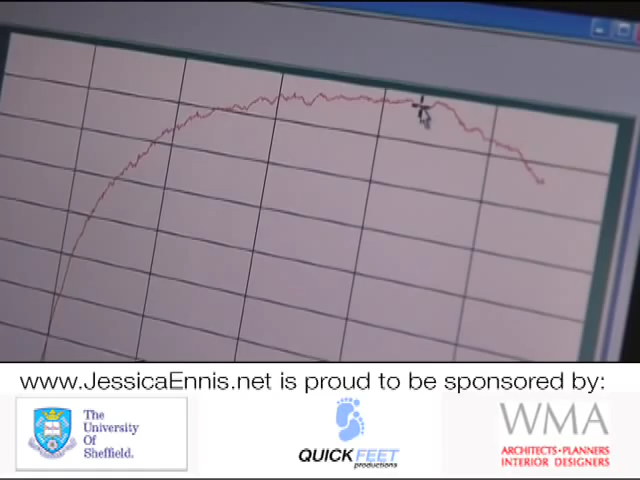 www.JessicaEnnis.net is proud to be sponsored by:
The
University
Of
Sheffield.
QUICKFEET
productions
WMA
ARCHITECTS•PLANNERS
INTERIOR DESIGNERS